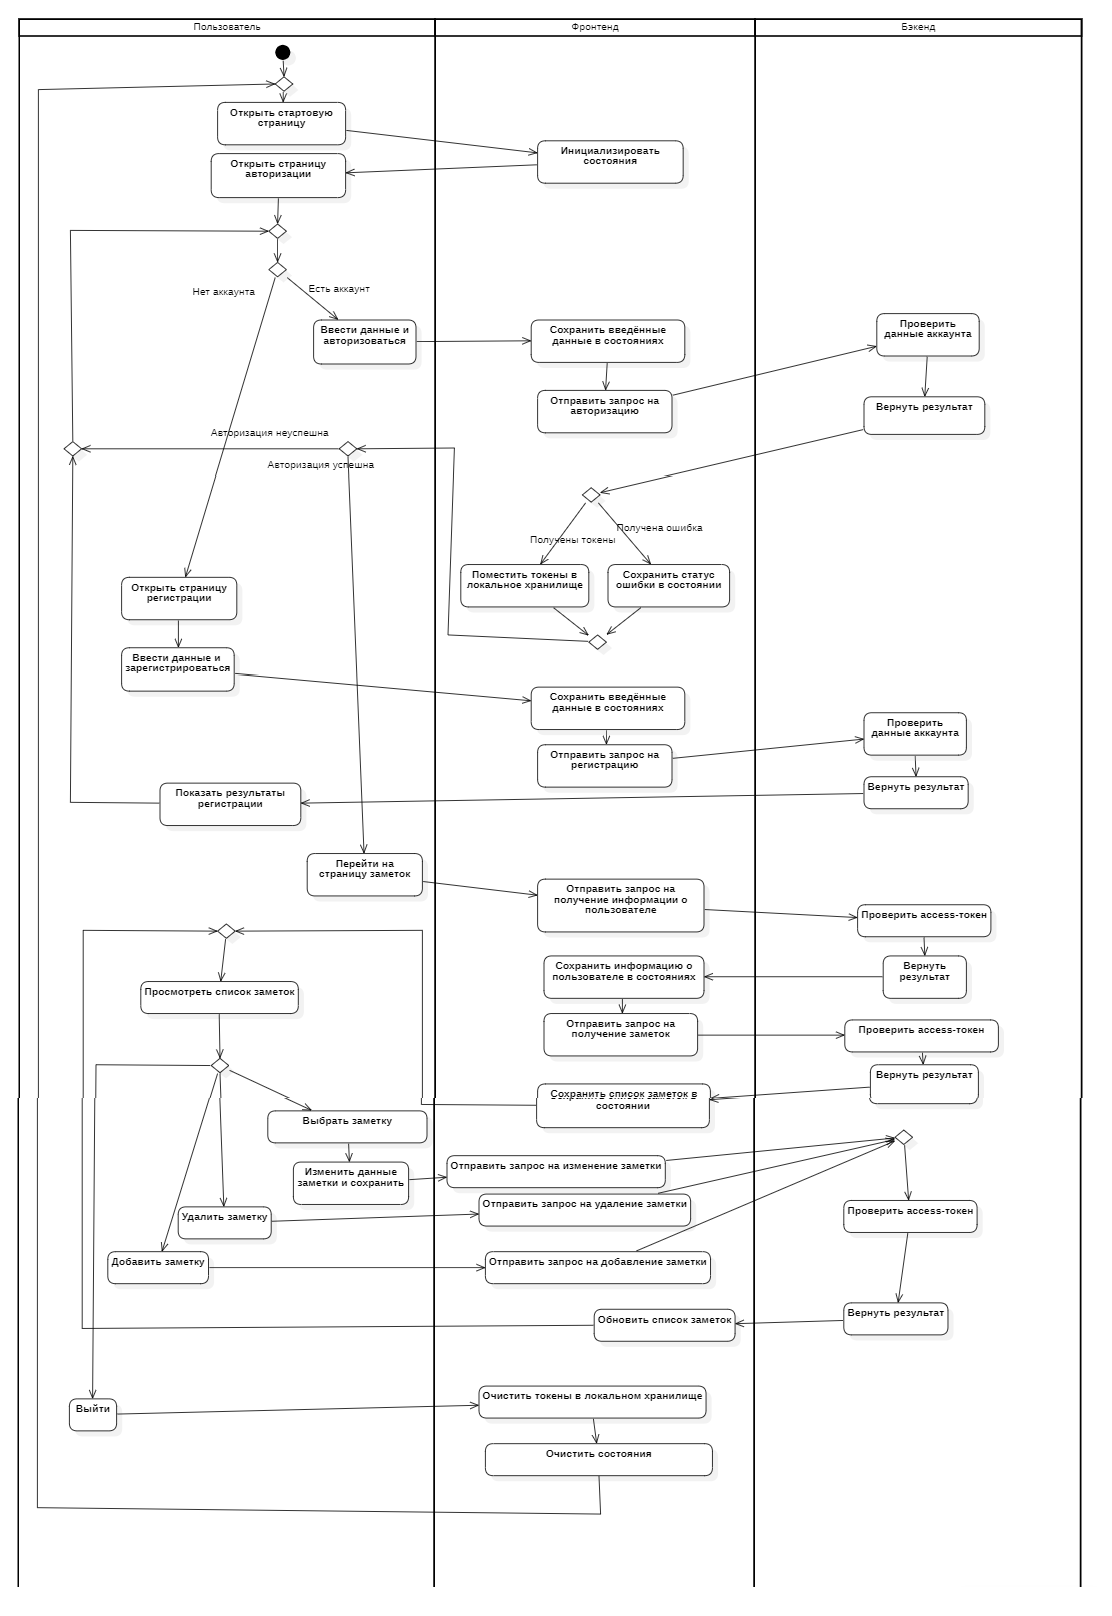 Пользователь
Фронтенд
Бэкенд
Открыть стартовую
страницу
Инициализировать
состояния
Открыть страницу
авторизации
Нет аккаунта
Есть аккаунт
Ввести данные и
авторизоваться
Сохранить введённые
данные в состояниях
Проверить
данные аккаунта
Отправить запрос на
авторизацию
Вернуть результат
Авторизация неуспешна
Авторизация успешна
Получена ошибка
Получены токены
Поместить токены в
локальное хранилище
Сохранить статус
ошибки в состоянии
Открыть страницу
регистрации
Ввести данные и
зарегистрироваться
Сохранить введённые
данные в состояниях
Проверить
данные аккаунта
Отправить запрос на
регистрацию
Вернуть результат
Показать результаты
регистрации
Перейти на
страницу заметок
Отправить запрос на
получение информации о
пользователе
Проверить access-токен
Сохранить информацию о
пользователе в состояниях
Вернуть
результат
Просмотреть список заметок
Отправить запрос на
получение заметок
Проверить access-токен
Вернуть результат
Сохранить список заметок в
состоянии
Выбрать заметку
Изменить данные
заметки и сохранить
Отправить запрос на изменение заметки
Отправить запрос на удаление заметки
Удалить заметку
Проверить access-токен
Добавить заметку
Отправить запрос на добавление заметки
Обновить список заметок
Вернуть результат
Выйти
Очистить токены в локальном хранилище
Очистить состояния